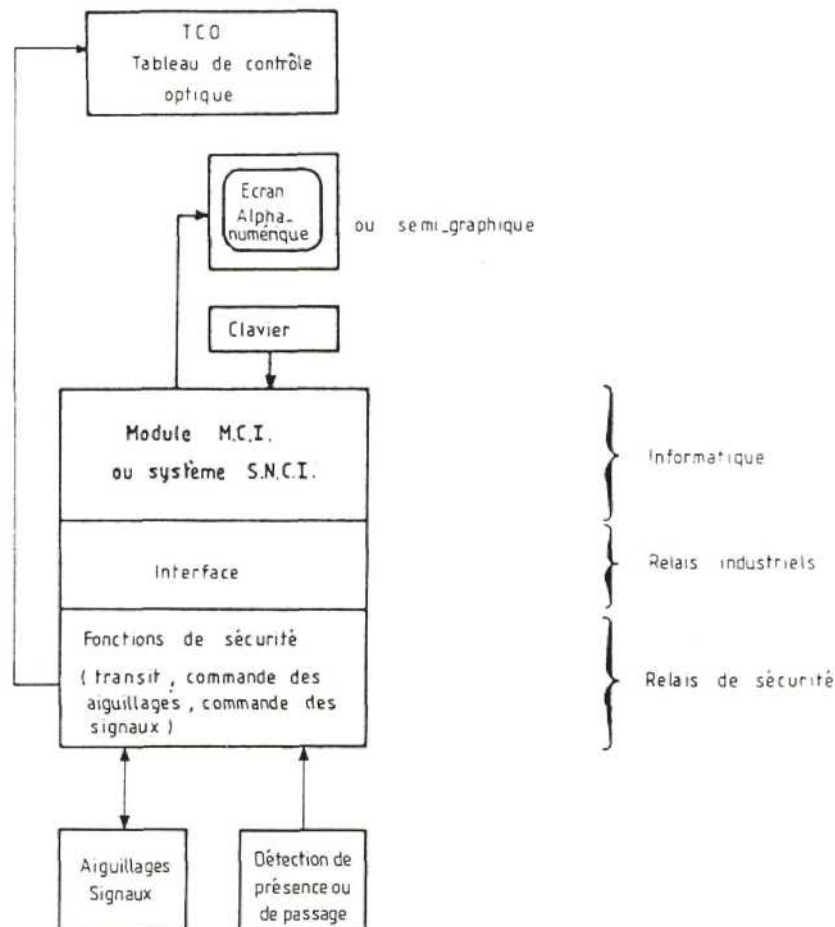 TCO
Tableau de contrôle
optique
Ecran
Alpha_
numérique
ou semi_graphique
Clavier
Module M.C.I.
ou système S.N.C.I.
Informatique
Interface
Relais industriels
Fonctions de sécurité
( transit , commande des
aiguillages , commande des
signaux )
Relais de sécurité
Aiguillages
Signaux
Détection de
présence ou
de passage